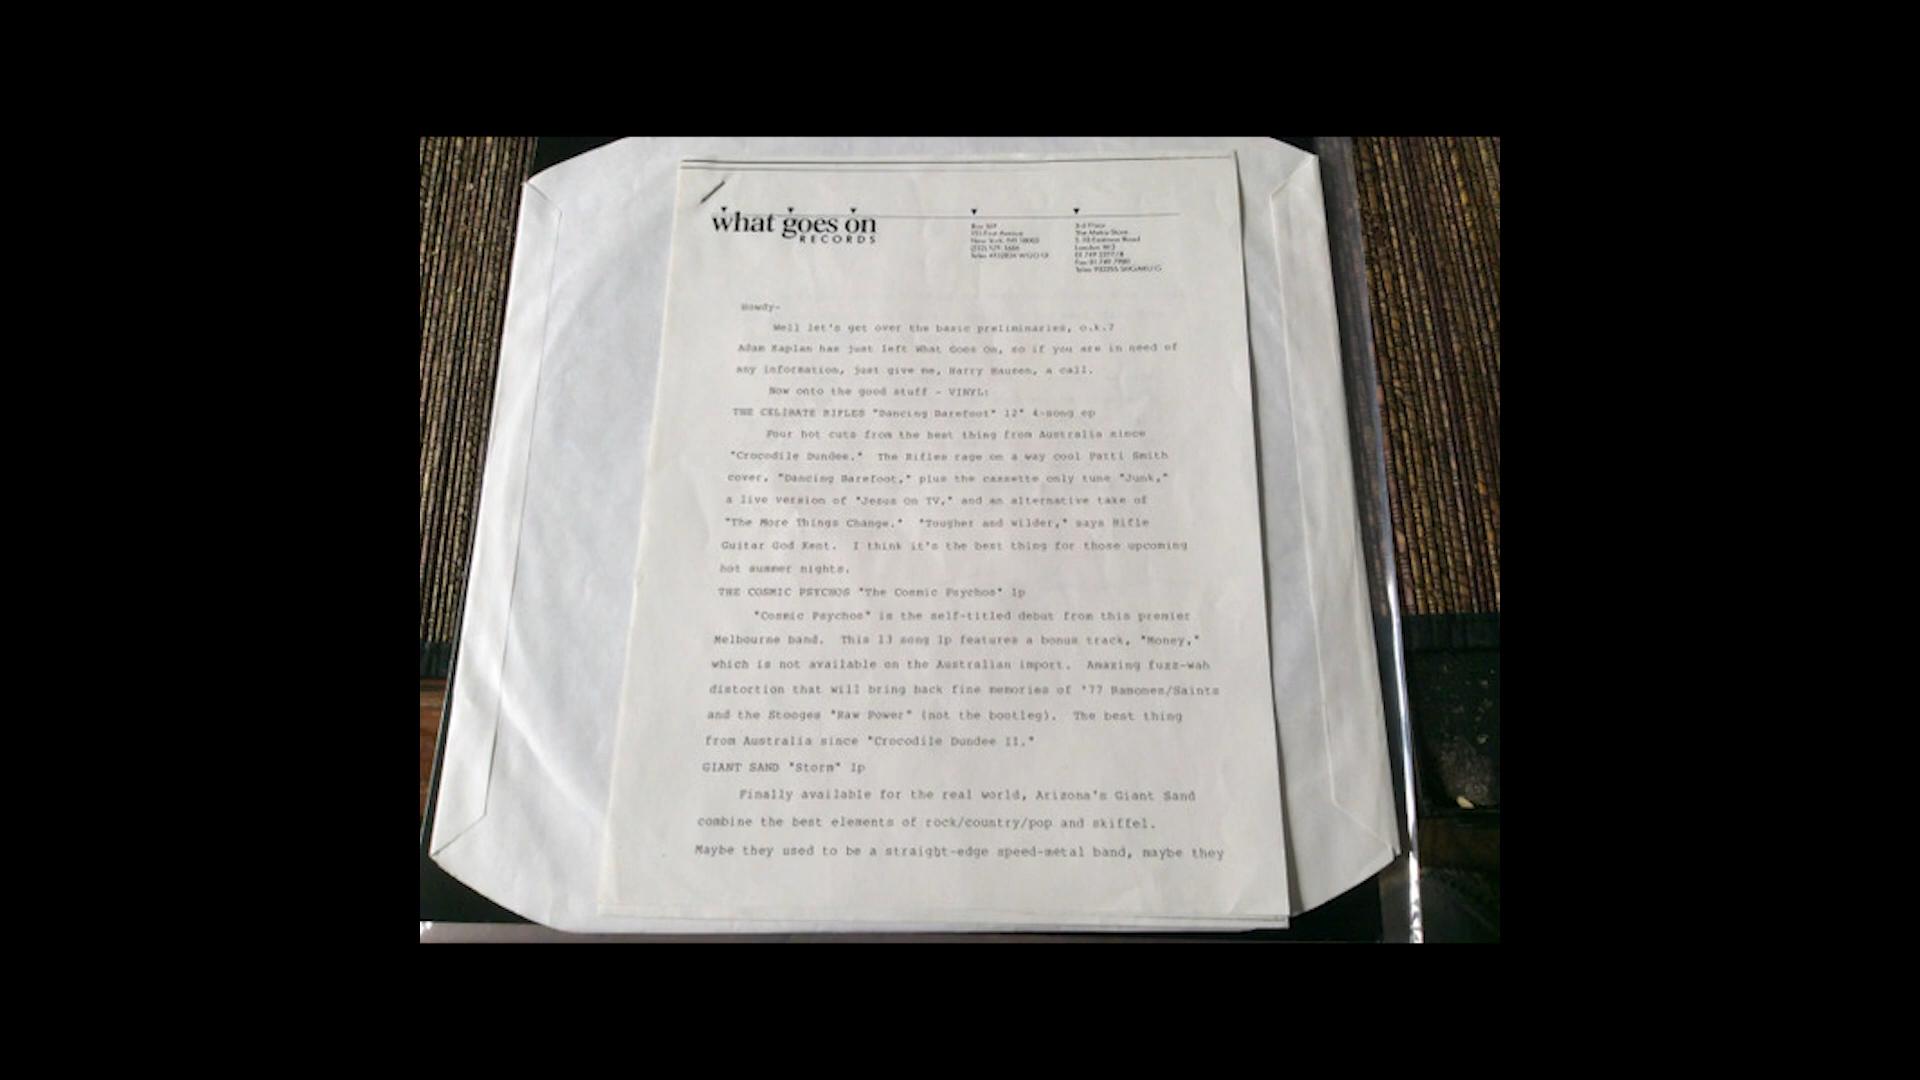 what goes on
RECORDS
New York, NY 10003
3rd Floor
London W12
Howdy-
Well let's get over the basic preliminaries, o.k.?
Adam Kaplan has just left What Goes On, so if you are in need of
any information, just give me, Harry Hausen, a call.
Now onto the good stuff - VINYL:
THE CELIBATE RIFLES "Dancing Barefoot" 12" 4-song ep
Four hot cuts from the best thing from Australia since
"Crocodile Dundee." The Rifles rage on a way cool Patti Smith
cover, "Dancing Barefoot," plus the cassette only tune "Junk,"
a live version of "Jesus On TV," and an alternative take of
"The More Things Change." "Tougher and wilder," says Rifle
Guitar God Kent. I think it's the best thing for those upcoming
hot summer nights.
THE COSMIC PSYCHOS "The Cosmic Psychos" lp
"Cosmic Psychos" is the self-titled debut from this premier
Melbourne band. This 13 song lp features a bonus track, "Money,"
which is not available on the Australian import. Amazing fuzz-wah
distortion that will bring back fine memories of '77 Ramones/Saints
and the Stooges "Raw Power" (not the bootleg). The best thing
from Australia since "Crocodile Dundee II."
GIANT SAND "Storm" lp
Finally available for the real world, Arizona's Giant Sand
combine the best elements of rock/country/pop and skiffel.
Maybe they used to be a straight-edge speed-metal band, maybe they